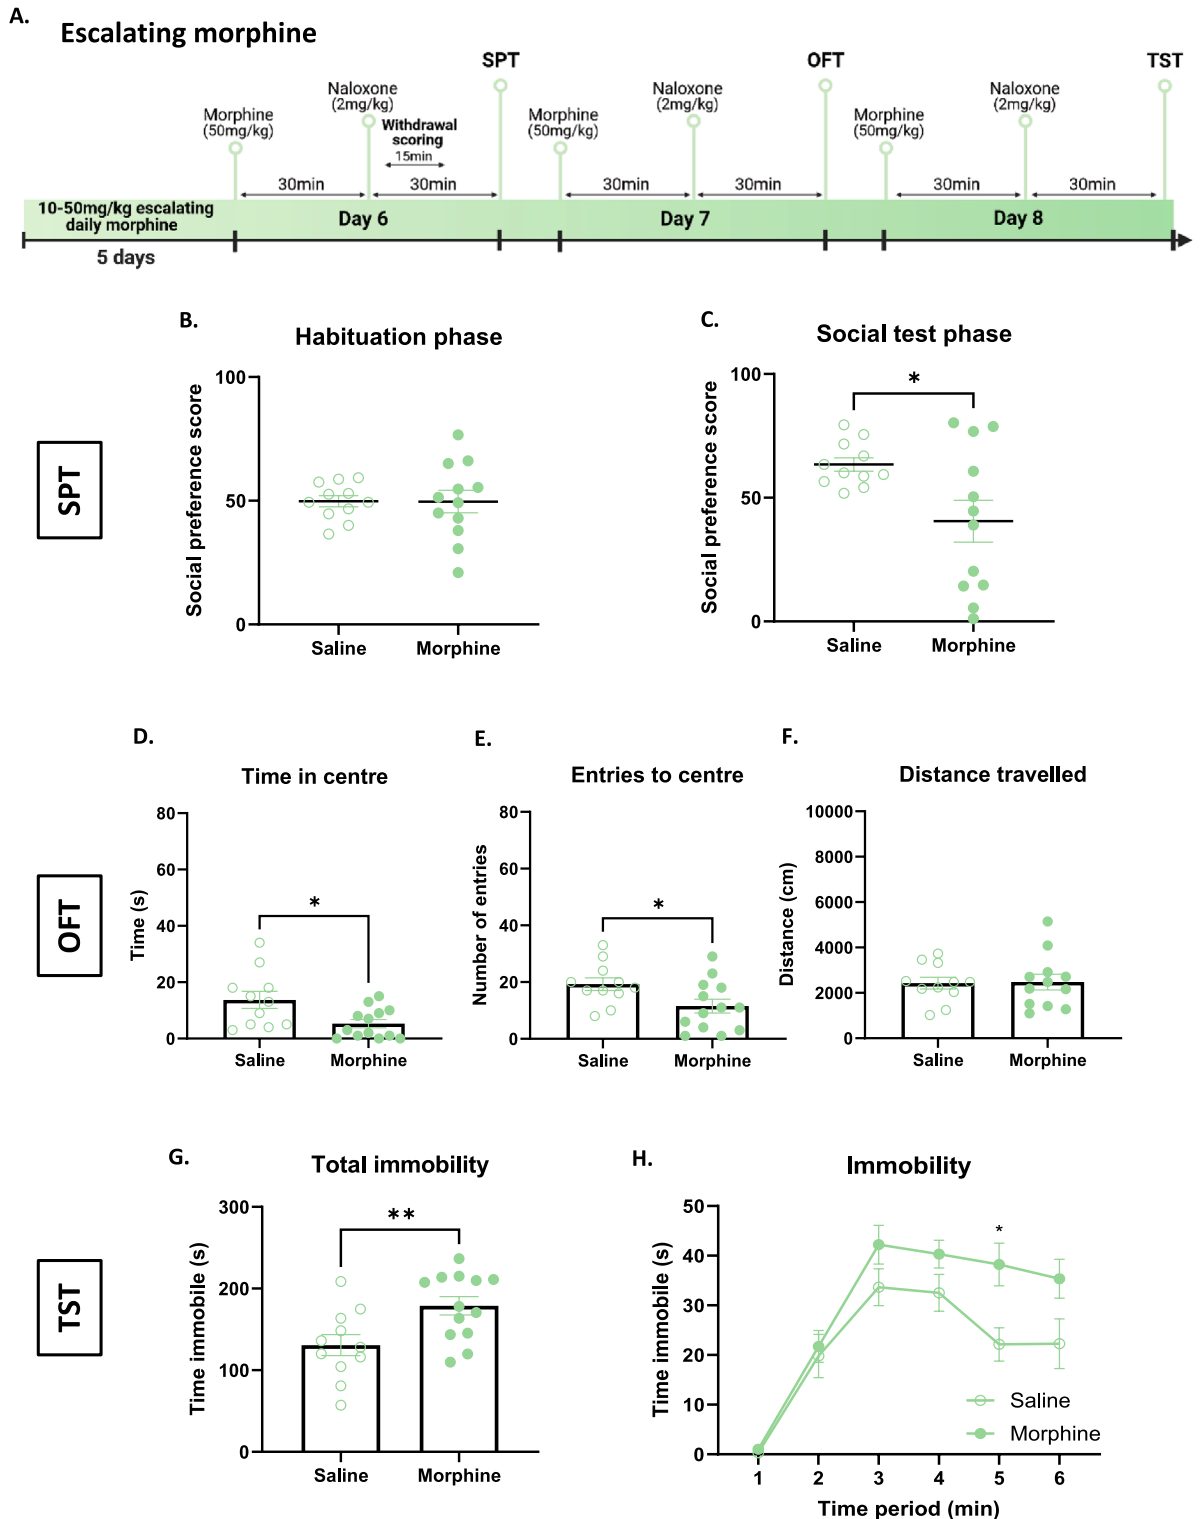 A.
Escalating morphine
SPT
OFT
TST
Naloxone
(2mg/kg)
Naloxone
(2mg/kg)
Naloxone
(2mg/kg)
Morphine
(50mg/kg)
Withdrawal
scoring
Morphine
(50mg/kg)
Morphine
(50mg/kg)
15min
30min
30min
30min
30min
30min
30min
10-50mg/kg escalating
daily morphine
Day 6
Day 7
Day 8
5 days
SPT
B.
Habituation phase
Social preference score
100
50
0
Saline
Morphine
C.
Social test phase
Social preference score
100
50
0
*
Saline
Morphine
OFT
D.
Time in centre
Time (s)
80
60
40
20
0
*
Saline
Morphine
E.
Entries to centre
Number of entries
80
60
40
20
0
*
Saline
Morphine
F.
Distance travelled
Distance (cm)
10000
8000
6000
4000
2000
0
Saline
Morphine
TST
G.
Total immobility
Time immobile (s)
300
200
100
0
**
Saline
Morphine
H.
Immobility
Time immobile (s)
50
40
30
20
10
0
*
Saline
Morphine
1 2 3 4 5 6
Time period (min)